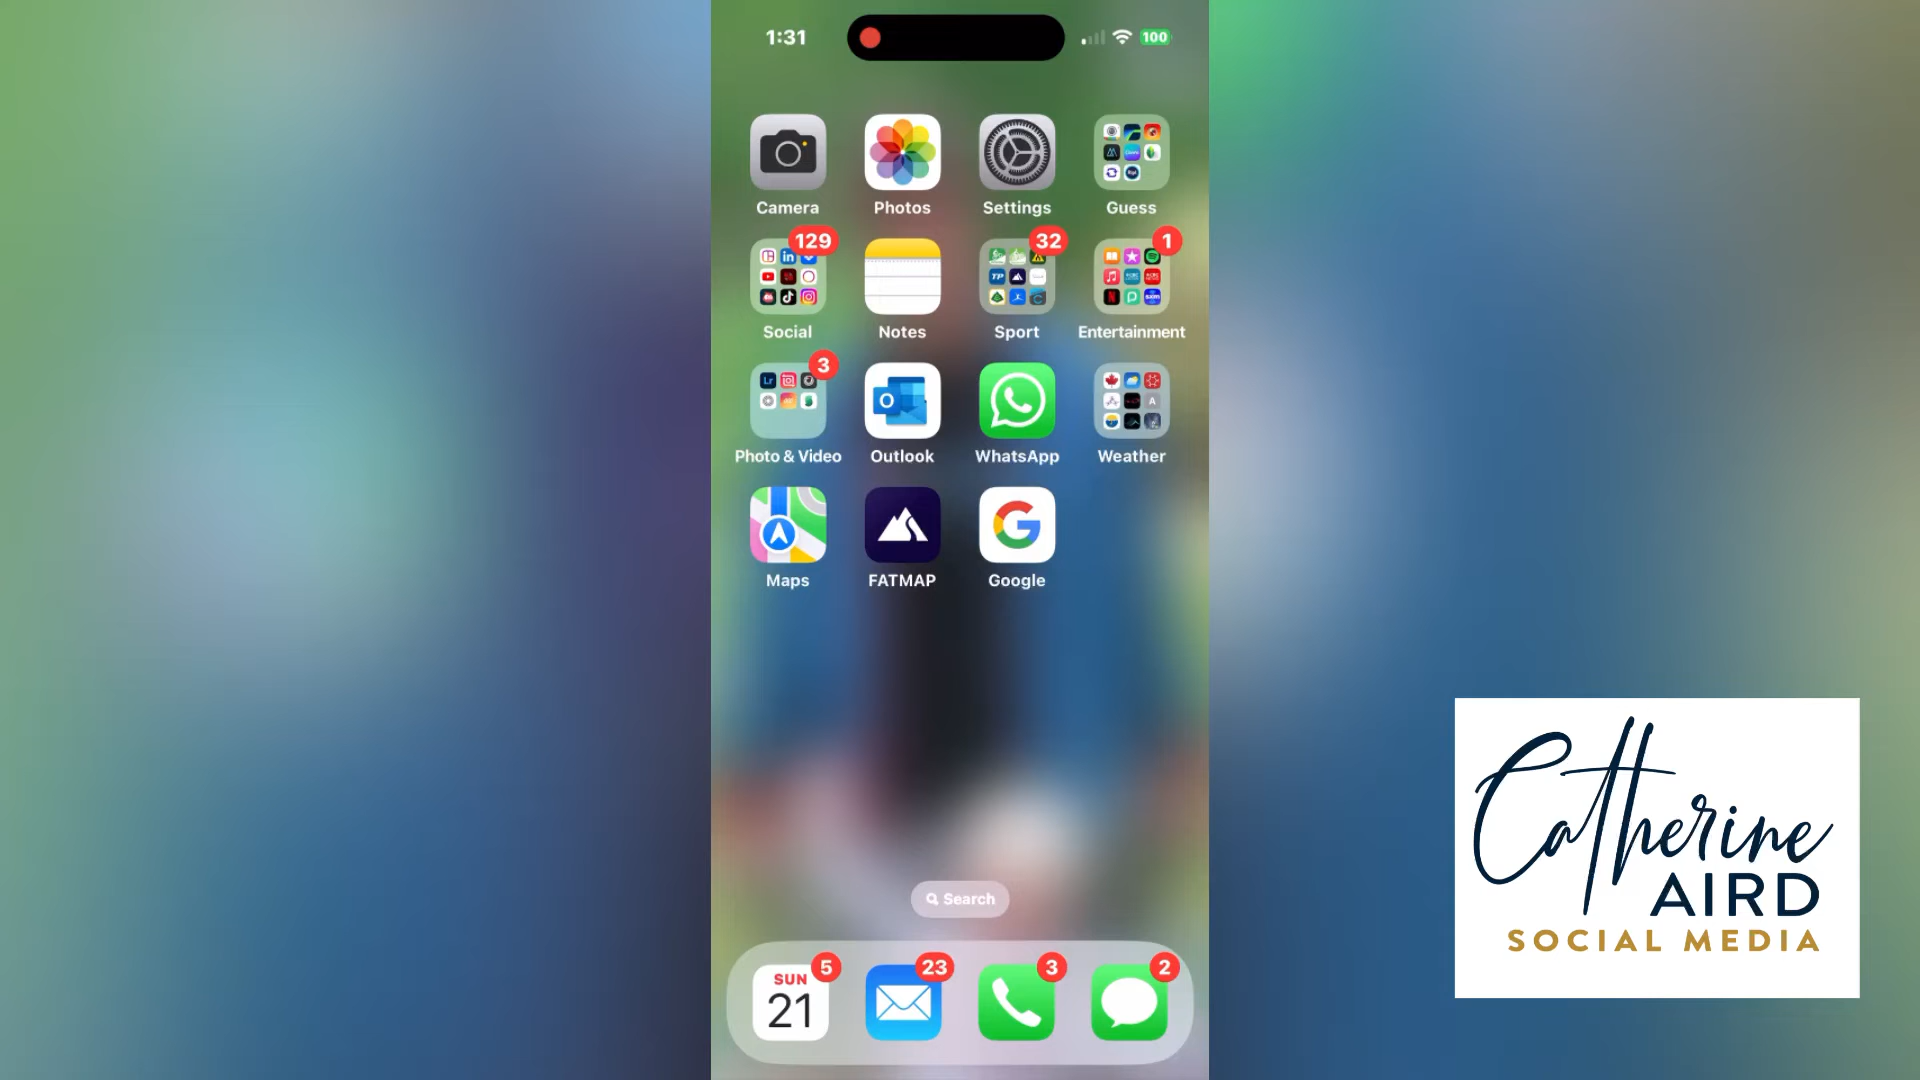 1:31
100
Camera
Photos
Settings
Guess
129
32
1
Social
Notes
Sport
Entertainment
3
Photo & Video
Outlook
WhatsApp
Weather
Maps
FATMAP
Google
Search
5
23
3
2
SUN
21
Catherine
AIRD
SOCIAL MEDIA